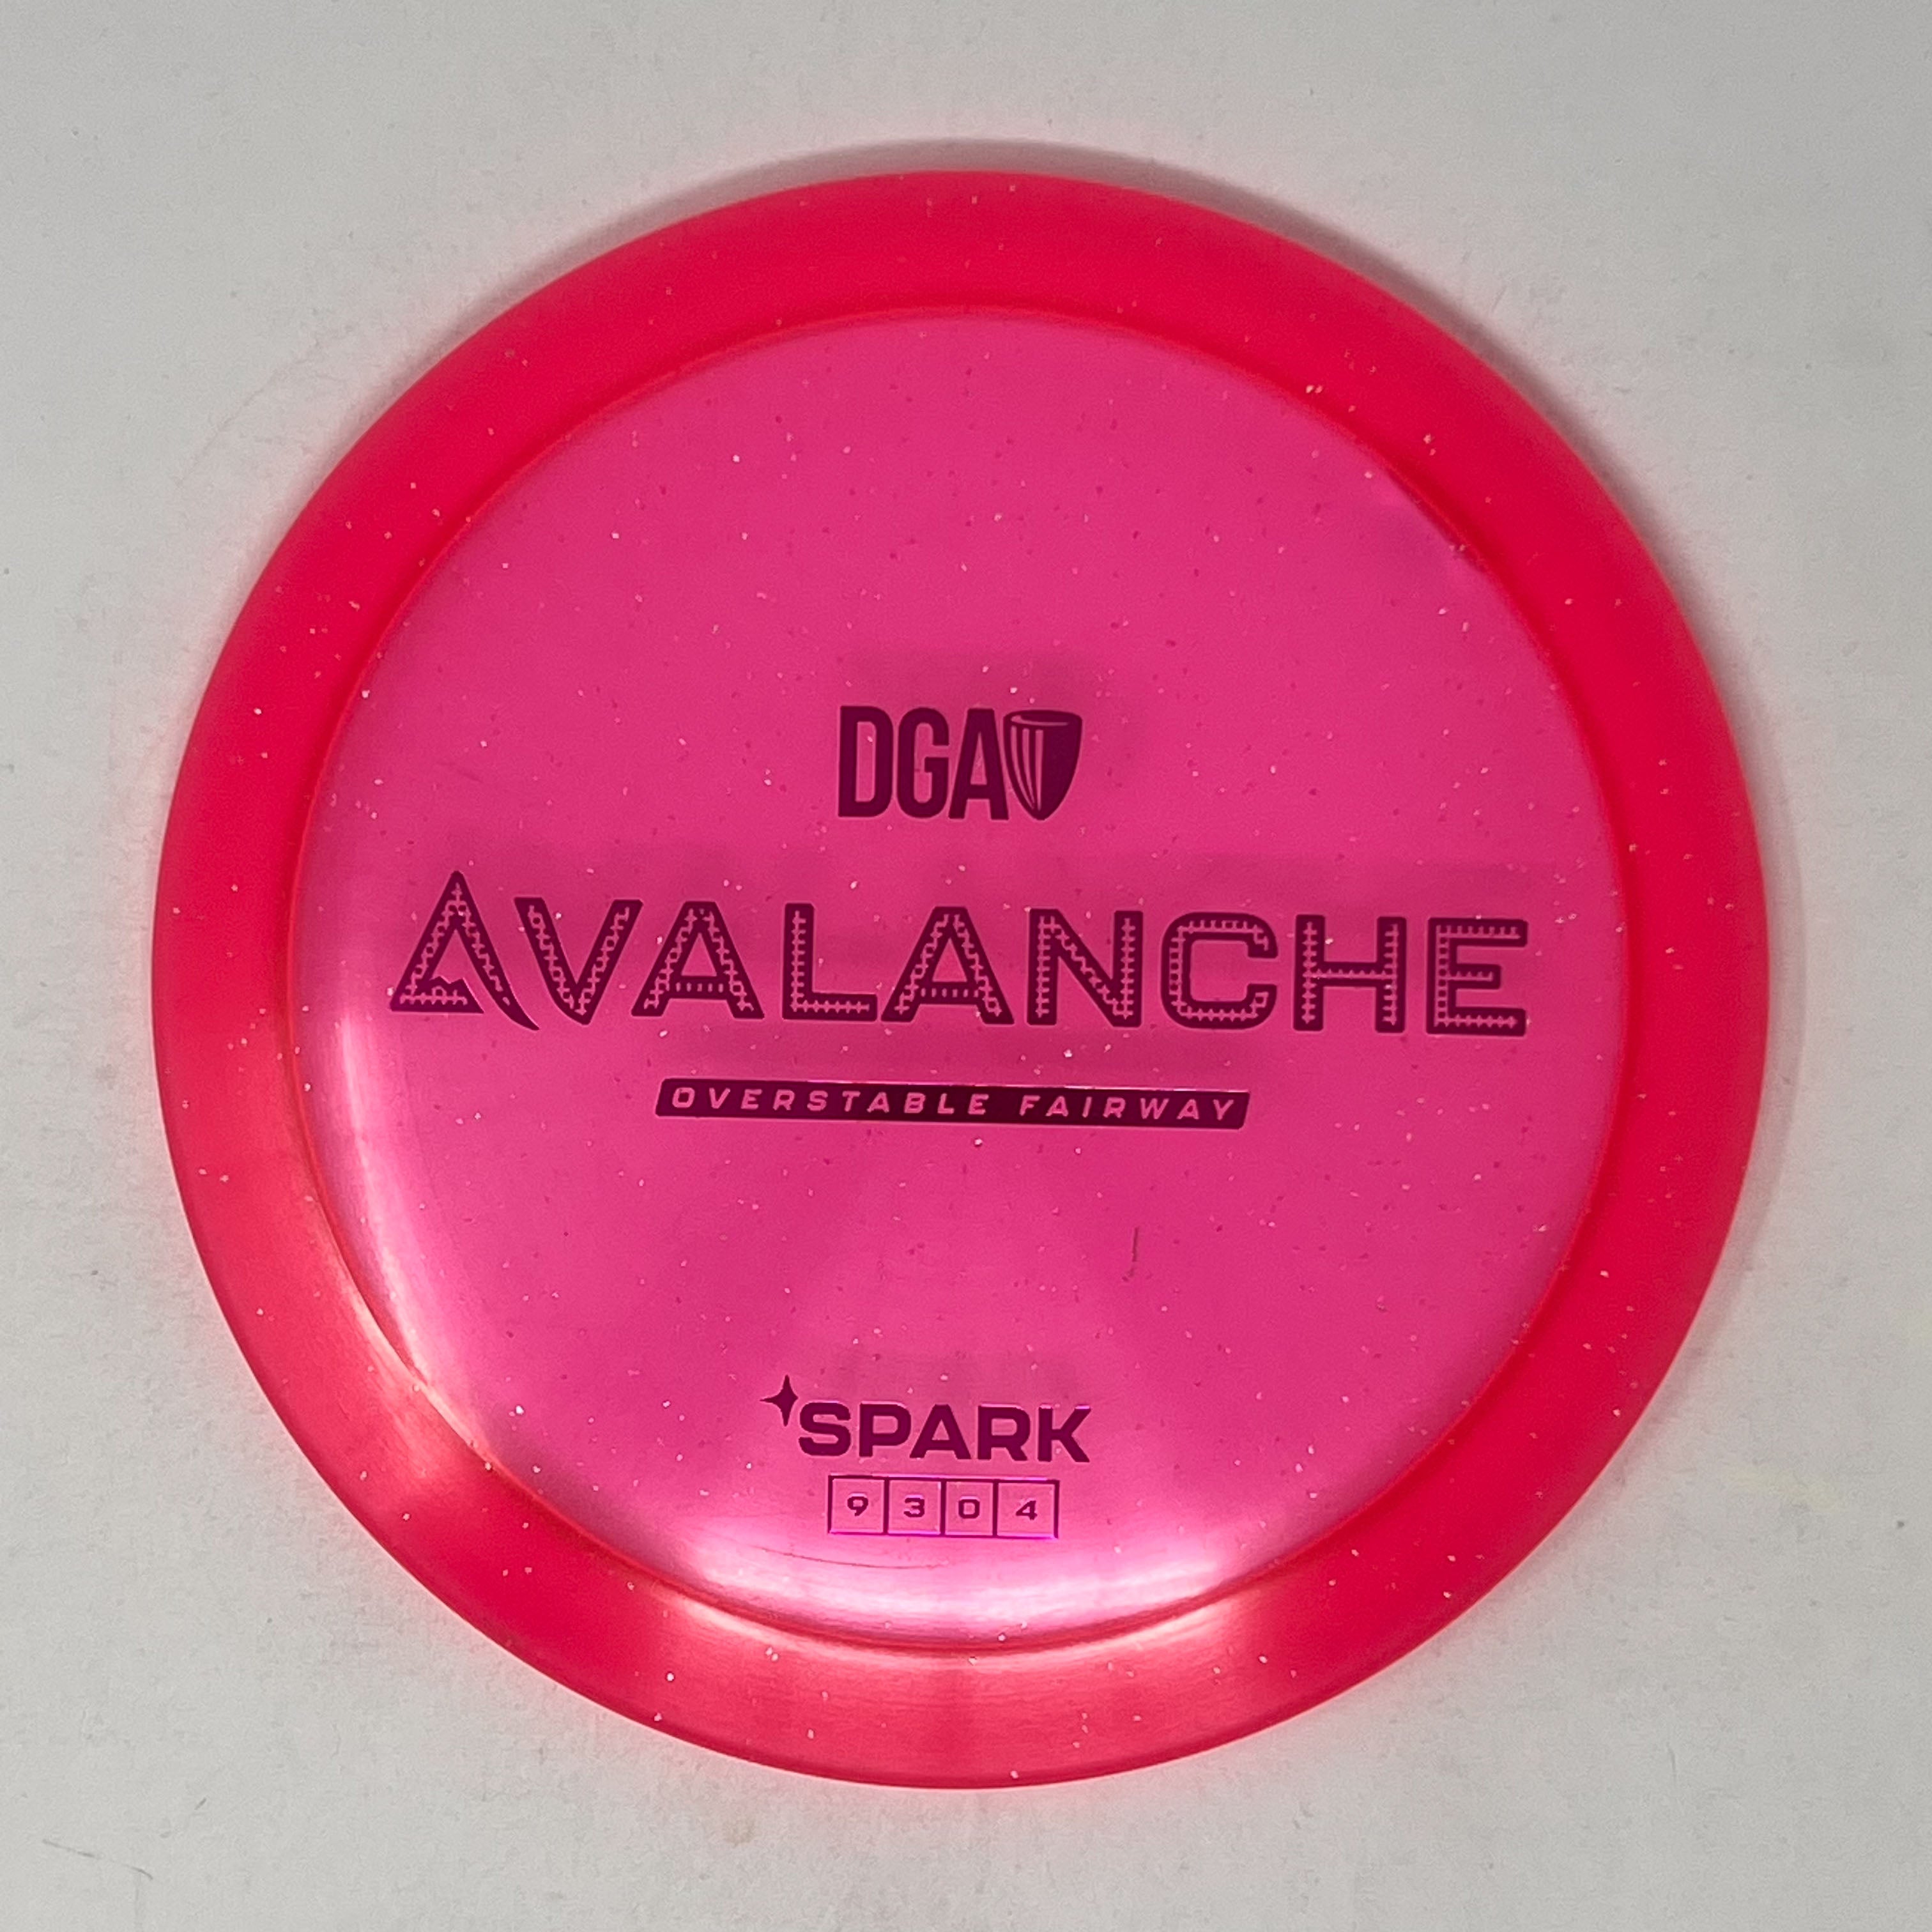 DGA
AVALANCHE
OVERSTABLE FAIRWAY
SPARK
9 3 0 4